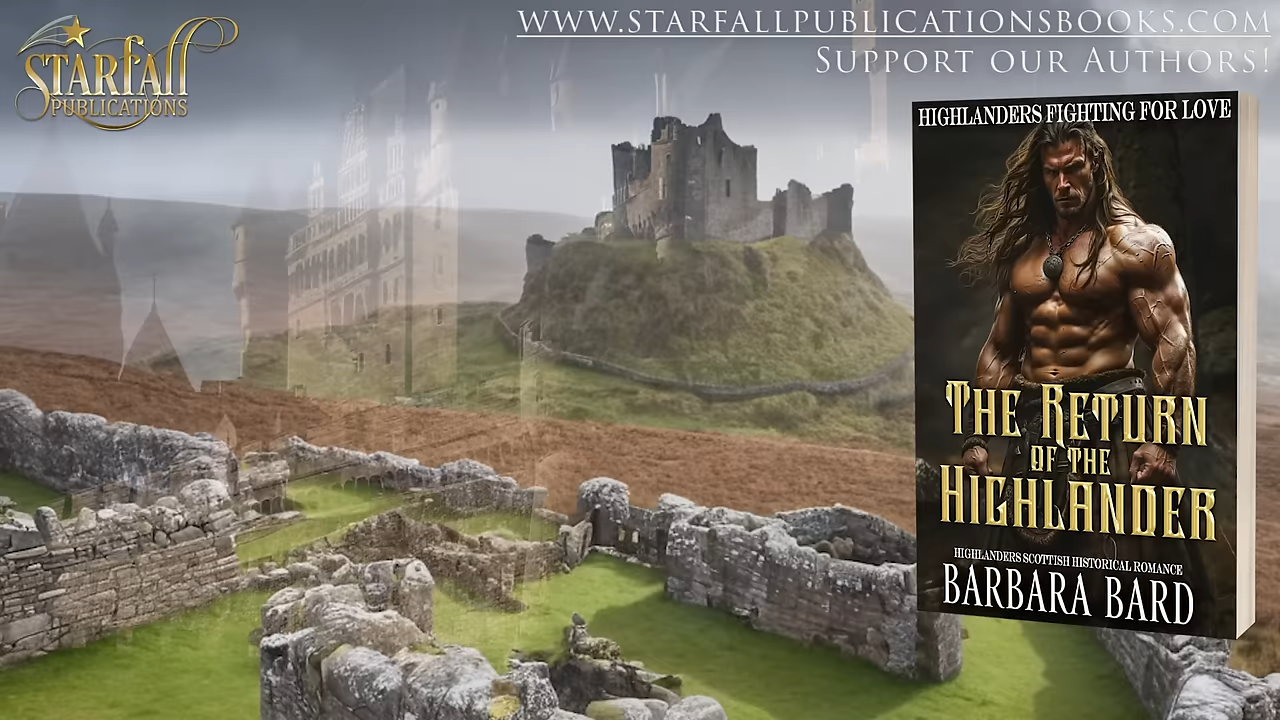 STARfall
PUBLICATIONS
WWW.STARFALLPUBLICATIONSBOOKS.COM
SUPPORT OUR AUTHORS!
HIGHLANDERS FIGHTING FOR LOVE
THE RETURN
OF THE
HIGHLANDER
HIGHLANDERS SCOTTISH HISTORICAL ROMANCE
BARBARA BARD